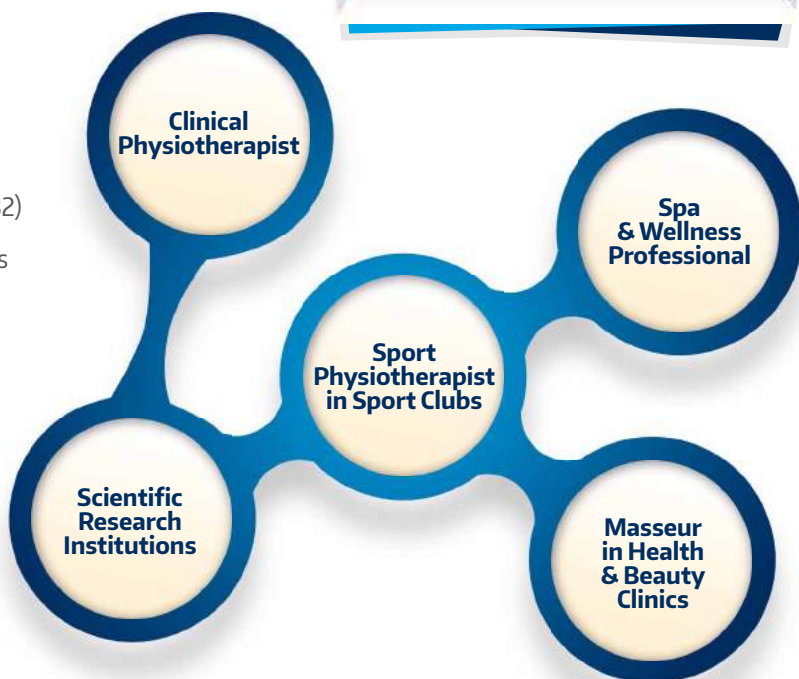 Clinical
Physiotherapist
2)
s
Spa
& Wellness
Professional
Sport
Physiotherapist
in Sport Clubs
Scientific
Research
Institutions
Masseur
in Health
& Beauty
Clinics